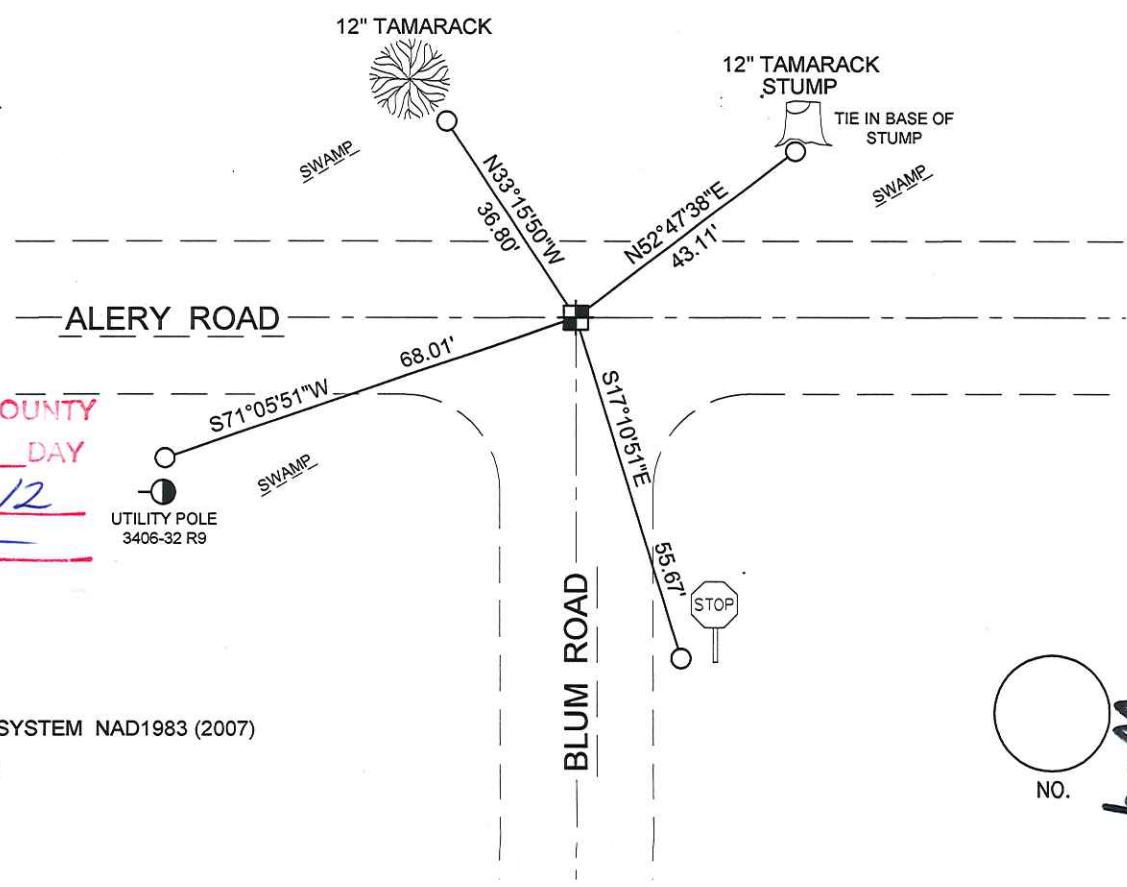 12" TAMARACK
12" TAMARACK
STUMP
TIE IN BASE OF
STUMP
SWAMP
SWAMP
N33°15'50"W
36.80'
N52°47'38"E
43.11'
ALERY ROAD
68.01'
S71°05'51"W
S17°10'51"E
55.67'
OUNTY
DAY
12
SWAMP
UTILITY POLE
3406-32 R9
STOP
BLUM ROAD
SYSTEM NAD1983 (2007)
NO.